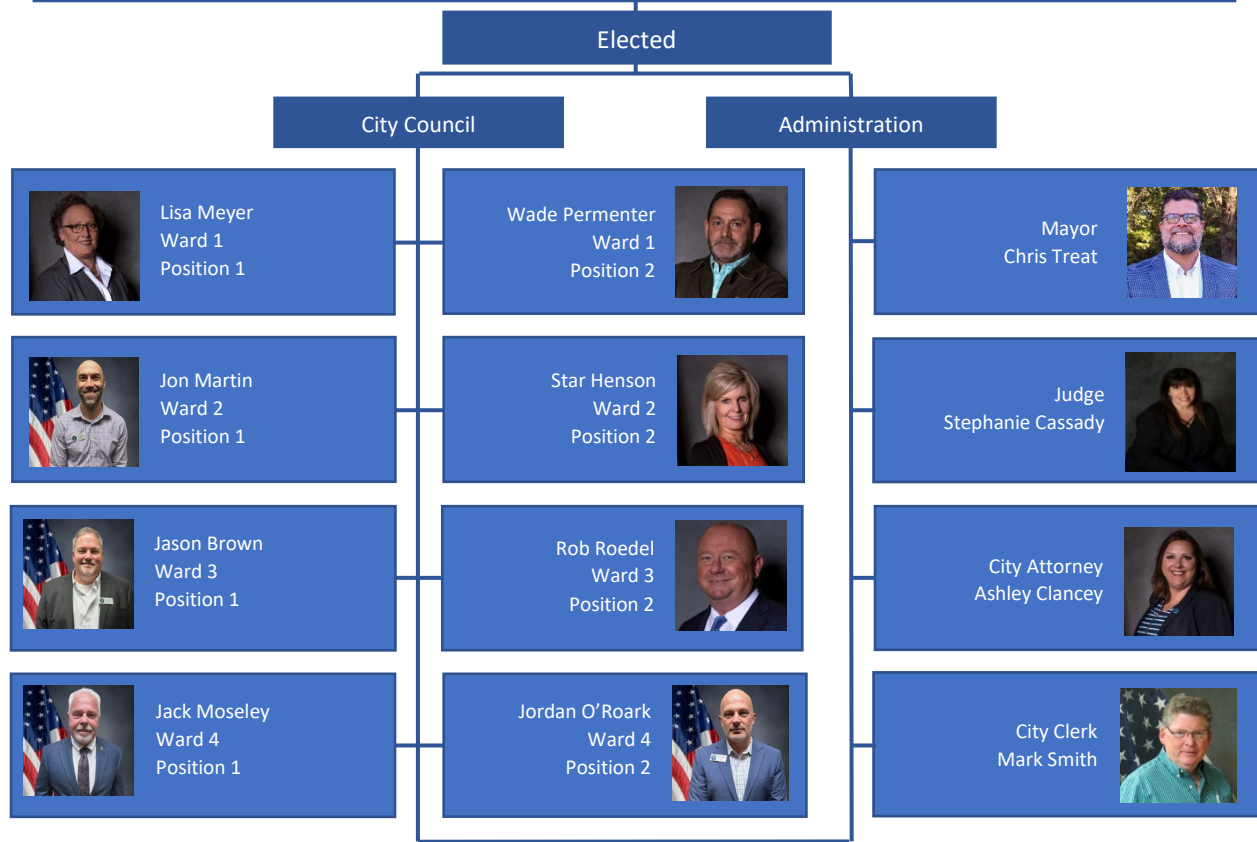 Elected
City Council
Administration
Lisa Meyer
Ward 1
Position 1
Wade Permenter
Ward 1
Position 2
Mayor
Chris Treat
Jon Martin
Ward 2
Position 1
Star Henson
Ward 2
Position 2
Judge
Stephanie Cassady
Jason Brown
Ward 3
Position 1
Rob Roedel
Ward 3
Position 2
City Attorney
Ashley Clancey
Jack Moseley
Ward 4
Position 1
Jordan O’Roark
Ward 4
Position 2
City Clerk
Mark Smith